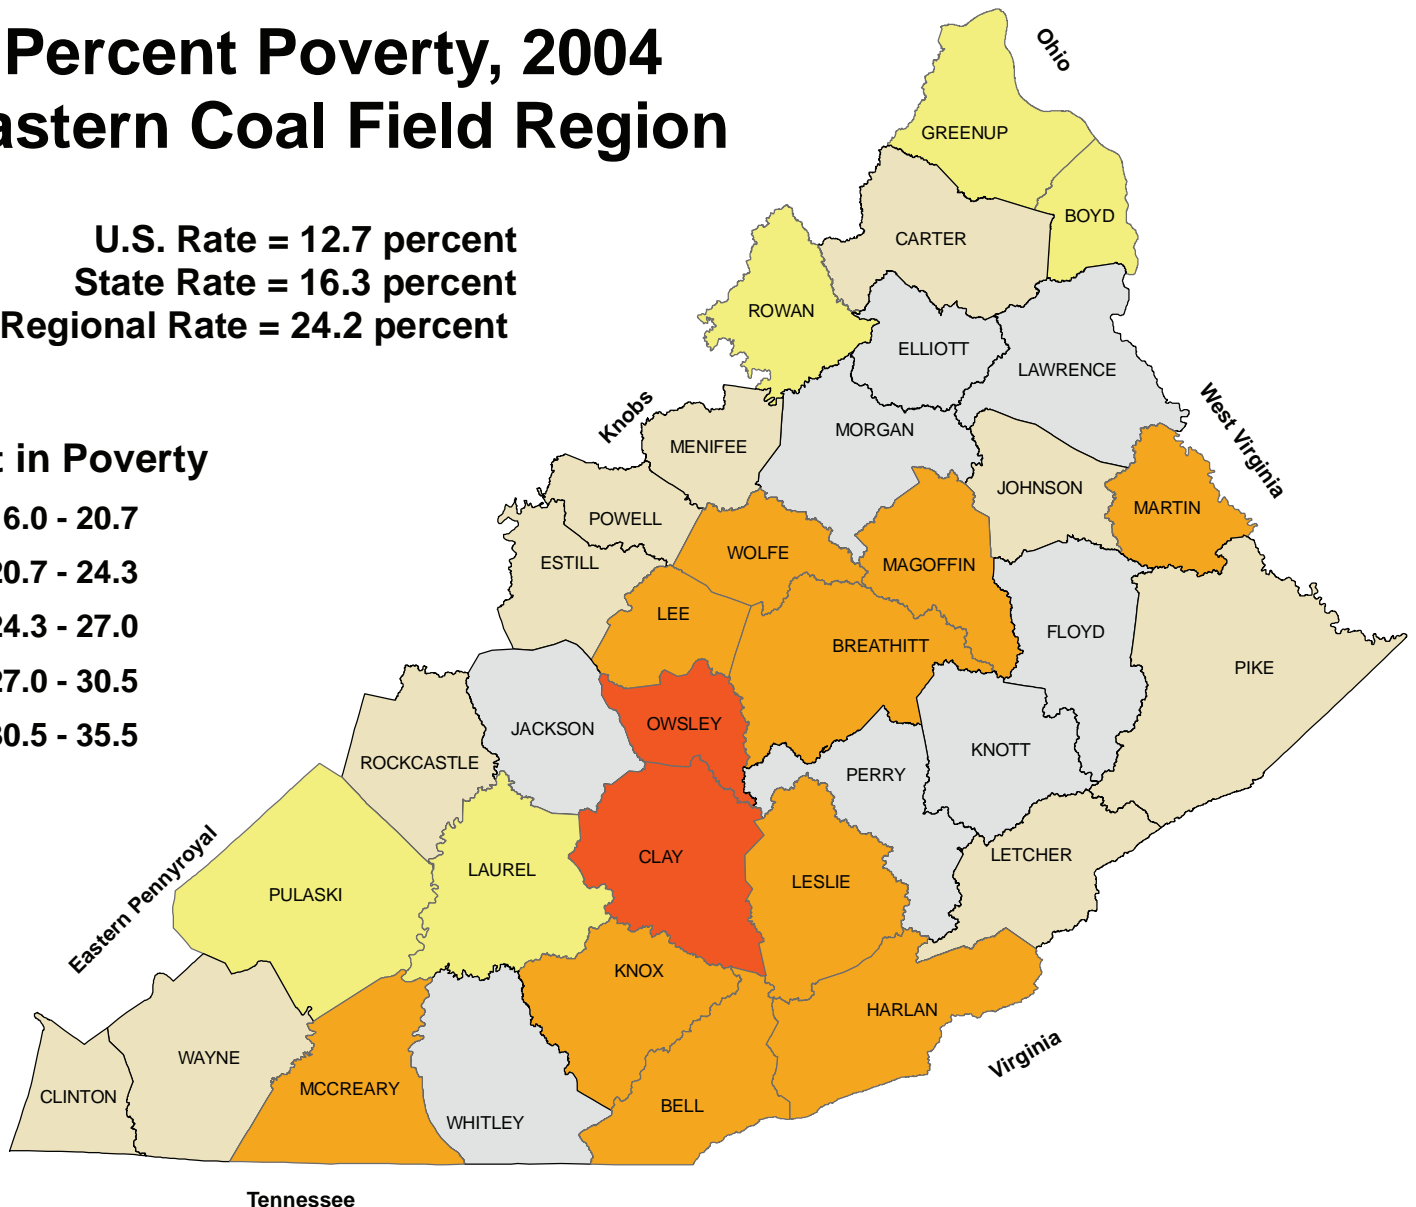 Percent Poverty, 2004
astern Coal Field Region
U.S. Rate = 12.7 percent
State Rate = 16.3 percent
Regional Rate = 24.2 percent
t in Poverty
6.0 - 20.7
20.7 - 24.3
24.3 - 27.0
27.0 - 30.5
30.5 - 35.5
Ohio
GREENUP
BOYD
CARTER
ROWAN
ELLIOTT
LAWRENCE
West Virginia
Knobs
MORGAN
MENIFEE
JOHNSON
MARTIN
POWELL
WOLFE
ESTILL
MAGOFFIN
LEE
FLOYD
BREATHITT
PIKE
OWSLEY
JACKSON
KNOTT
ROCKCASTLE
PERRY
Eastern Pennyroyal
LETCHER
CLAY
LAUREL
LESLIE
PULASKI
KNOX
HARLAN
Virginia
WAYNE
MCCREARY
CLINTON
BELL
WHITLEY
Tennessee